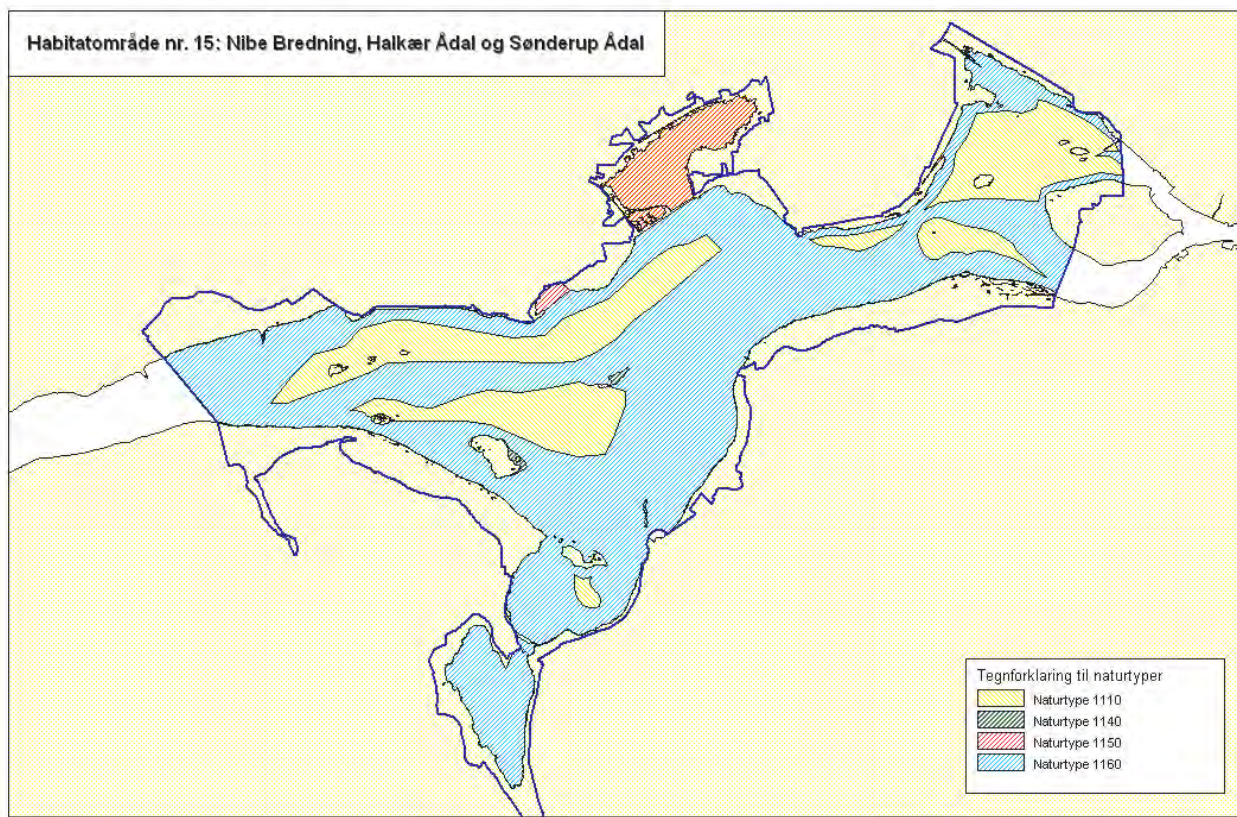 Habitatområde nr. 15: Nibe Bredning, Halkær Ådal og Sønderup Ådal
Tegnforklaring til naturtyper
Naturtype 1110
Naturtype 1140
Naturtype 1150
Naturtype 1160